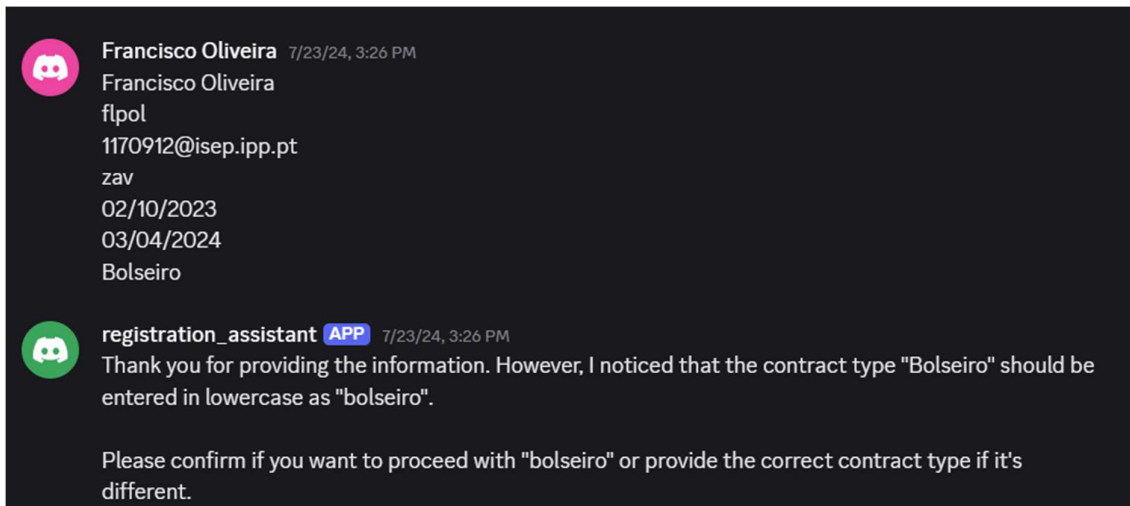 Francisco Oliveira 7/23/24, 3:26 PM
Francisco Oliveira
flpol
1170912@isep.ipp.pt
zav
02/10/2023
03/04/2024
Bolseiro
registration_assistant APP 7/23/24, 3:26 PM
Thank you for providing the information. However, I noticed that the contract type "Bolseiro" should be
entered in lowercase as "bolseiro".
Please confirm if you want to proceed with "bolseiro" or provide the correct contract type if it's
different.